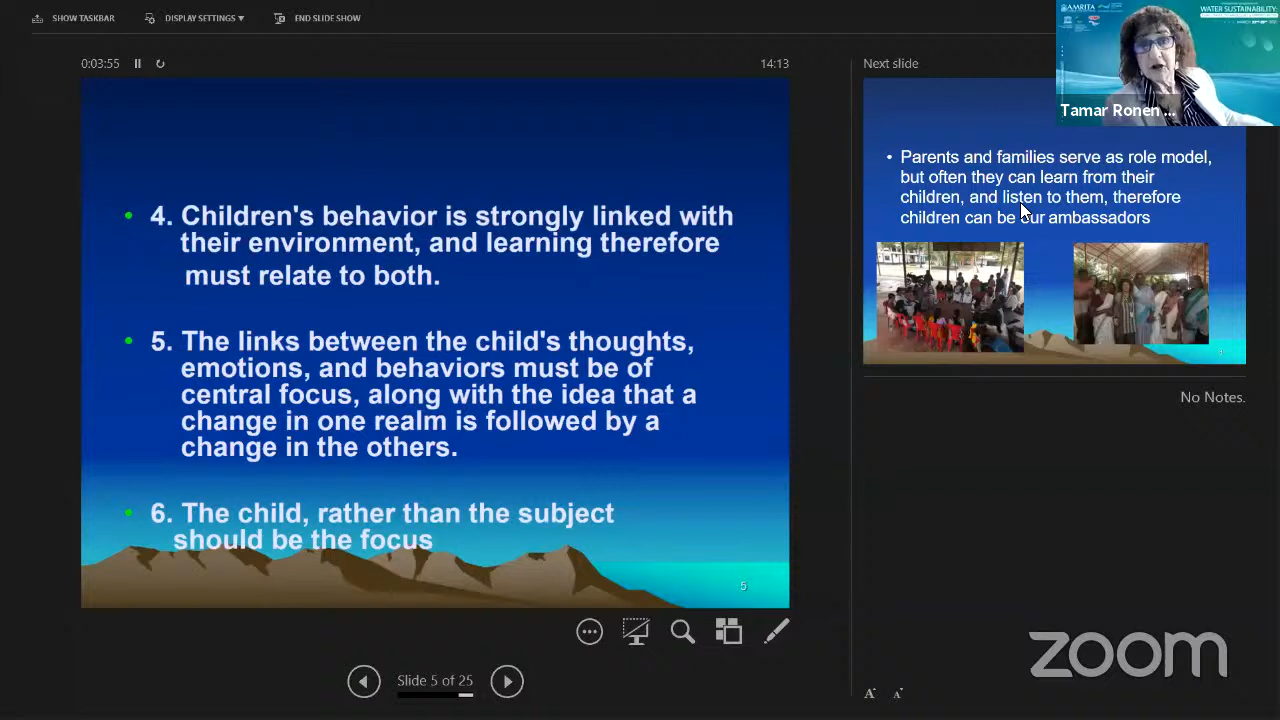 SHOW TASKBAR
DISPLAY SETTINGS ▾
END SLIDE SHOW
0:03:55
14:13
Next slide
AMRITA
WATER SUSTAINABILITY:
Tamar Ronen ...
• 4. Children's behavior is strongly linked with
their environment, and learning therefore
must relate to both.
• 5. The links between the child's thoughts,
emotions, and behaviors must be of
central focus, along with the idea that a
change in one realm is followed by a
change in the others.
• 6. The child, rather than the subject
should be the focus
5
• Parents and families serve as role model,
but often they can learn from their
children, and listen to them, therefore
children can be our ambassadors
No Notes.
Slide 5 of 25
A A
zoom